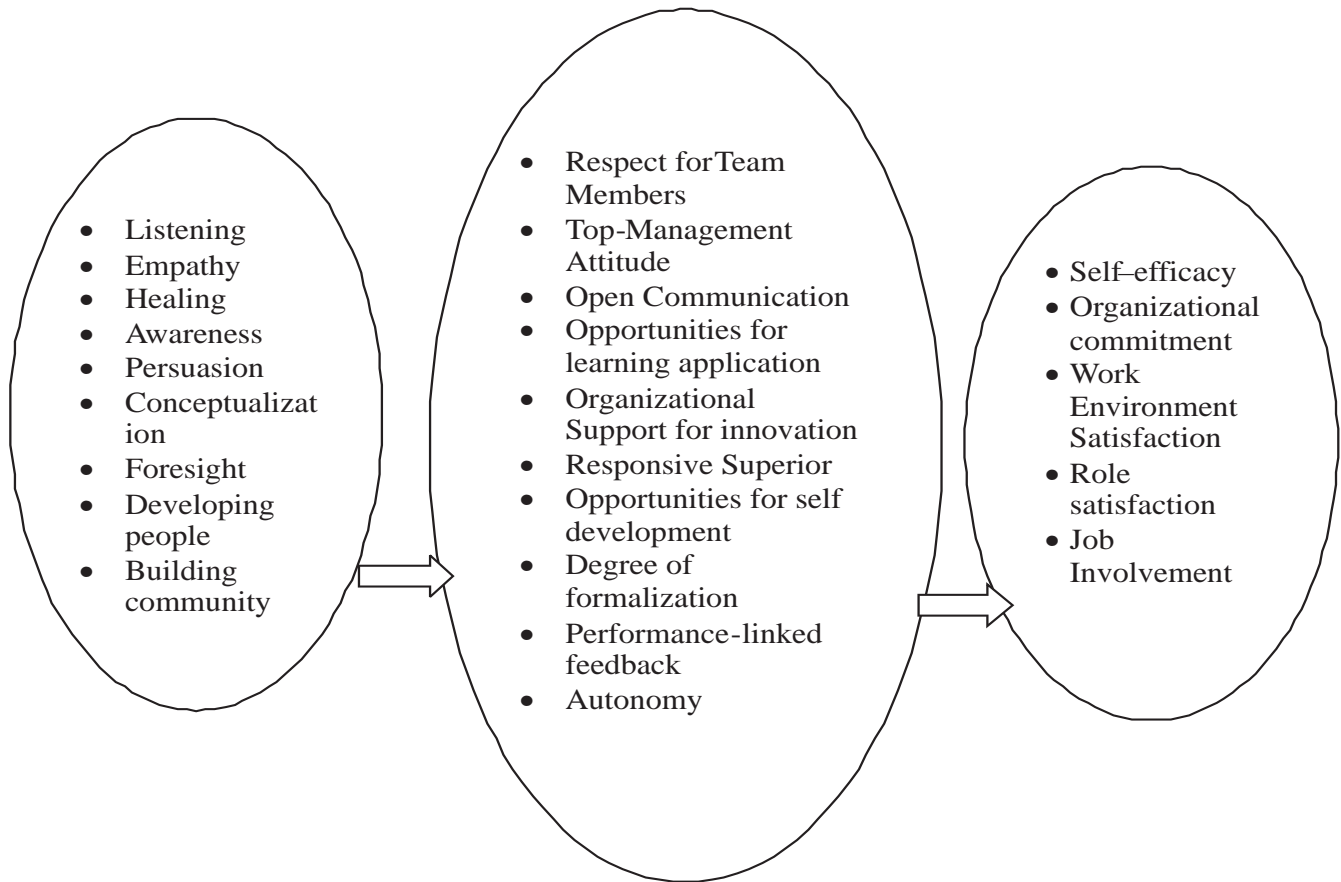 • Listening
• Empathy
• Healing
• Awareness
• Persuasion
• Conceptualizat
ion
• Foresight
• Developing
people
• Building
community
• Respect forTeam
Members
• Top-Management
Attitude
• Open Communication
• Opportunities for
learning application
• Organizational
Support for innovation
• Responsive Superior
• Opportunities for self
development
• Degree of
formalization
• Performance-linked
feedback
• Autonomy
• Self–efficacy
• Organizational
commitment
• Work
Environment
Satisfaction
• Role
satisfaction
• Job
Involvement